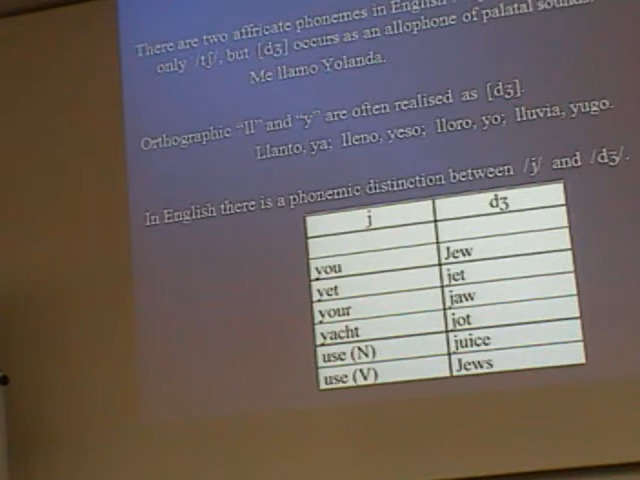 There are two affricate phonemes in English
only /tʃ/, but [dʒ] occurs as an allophone of palatal sounds.
Me llamo Yolanda.
Orthographic “ll” and “y” are often realised as [dʒ].
Llanto, ya; lleno, yeso; lloro, yo; lluvia, yugo.
In English there is a phonemic distinction between /j/ and /dʒ/.
j dʒ
you Jew
yet jet
your jaw
yacht jot
use (N) juice
use (V) Jews